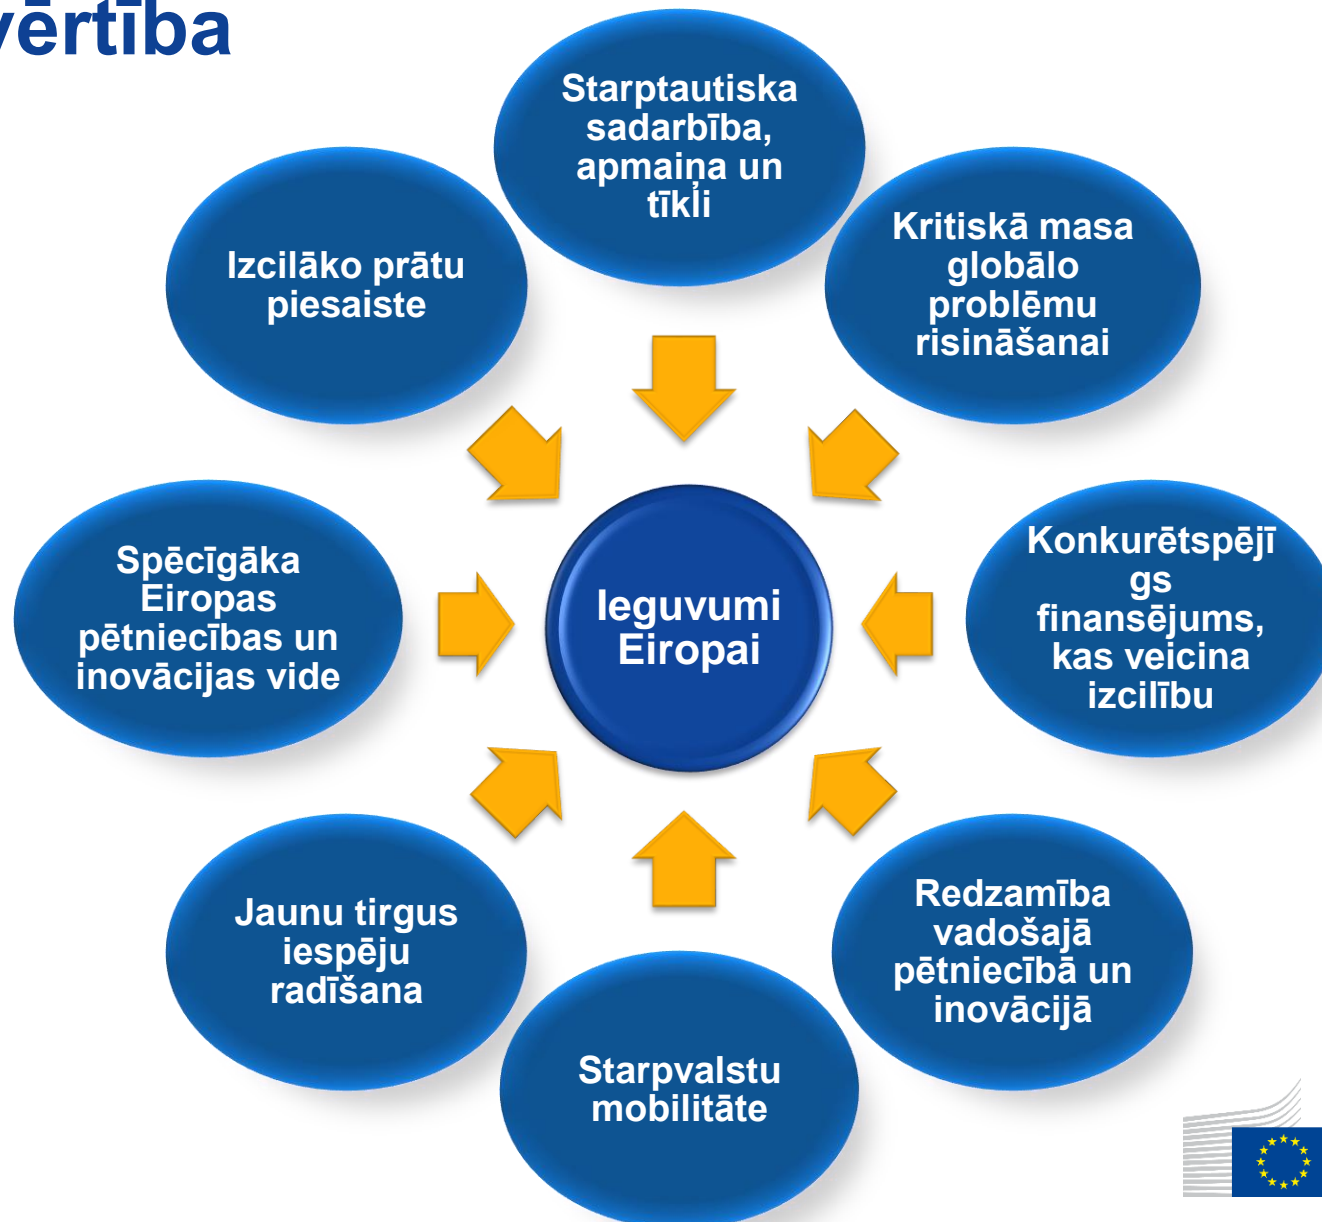 vērtība
Starptautiska
sadarbība,
apmaiņa un
tīkli
Kritiskā masa
globālo
problēmu
risināšanai
Izcilāko prātu
piesaiste
Konkurētspējī
gs
finansējums,
kas veicina
izcilību
Spēcīgāka
Eiropas
pētniecības un
inovācijas vide
Ieguvumi
Eiropai
Redzamība
vadošajā
pētniecībā un
inovācijā
Jaunu tirgus
iespēju
radīšana
Starpvalstu
mobilitāte